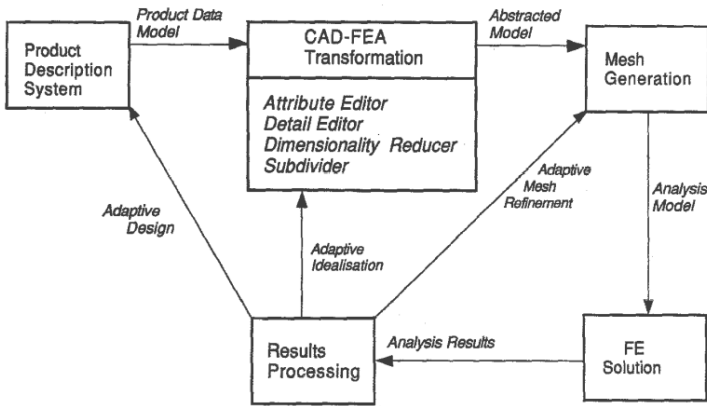 Product Data
Model
Product
Description
System
CAD-FEA
Transformation
Attribute Editor
Detail Editor
Dimensionality Reducer
Subdivider
Abstracted
Model
Mesh
Generation
Adaptive
Design
Adaptive
Idealisation
Adaptive
Mesh
Refinement
Analysis
Model
Results
Processing
Analysis Results
FE
Solution